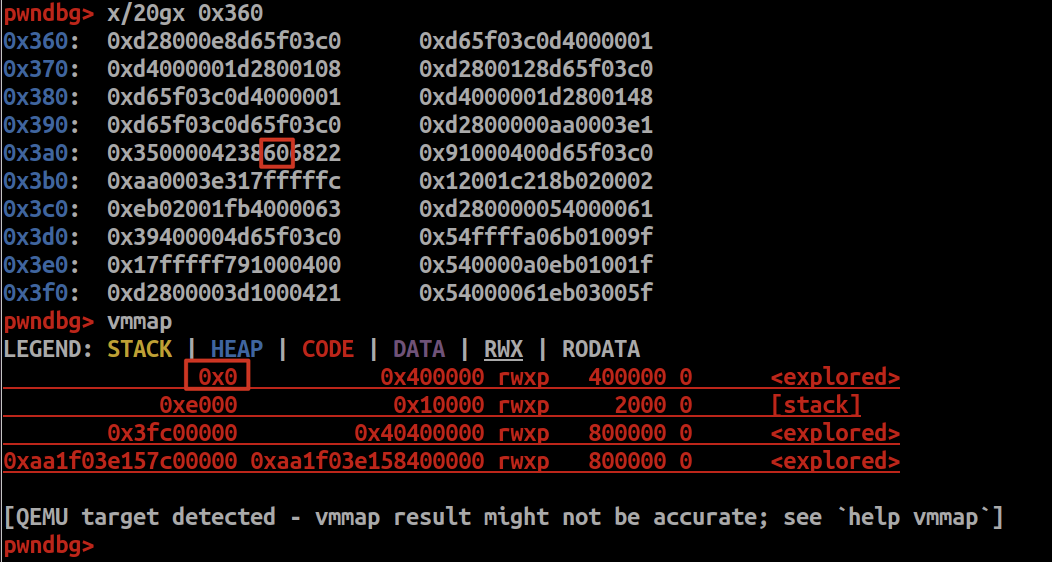 pwndbg> x/20gx 0x360
0x360: 0xd28000e8d65f03c0 0xd65f03c0d4000001
0x370: 0xd4000001d2800108 0xd2800128d65f03c0
0x380: 0xd65f03c0d4000001 0xd4000001d2800148
0x390: 0xd65f03c0d65f03c0 0xd2800000aa0003e1
0x3a0: 0x3500004238606822 0x91000400d65f03c0
0x3b0: 0xaa0003e317fffffc 0x12001c218b020002
0x3c0: 0xeb02001fb4000063 0xd280000054000061
0x3d0: 0x39400004d65f03c0 0x54ffffa06b01009f
0x3e0: 0x17fffff791000400 0x540000a0eb01001f
0x3f0: 0xd2800003d1000421 0x54000061eb03005f
pwndbg> vmmap
LEGEND: STACK | HEAP | CODE | DATA | RWX | RODATA
0x0 0x400000 rwxp 400000 0 <explored>
0xe000 0x10000 rwxp 2000 0 [stack]
0x3fc00000 0x40400000 rwxp 800000 0 <explored>
0xaa1f03e157c00000 0xaa1f03e158400000 rwxp 800000 0 <explored>
[QEMU target detected - vmmap result might not be accurate; see `help vmmap`]
pwndbg>